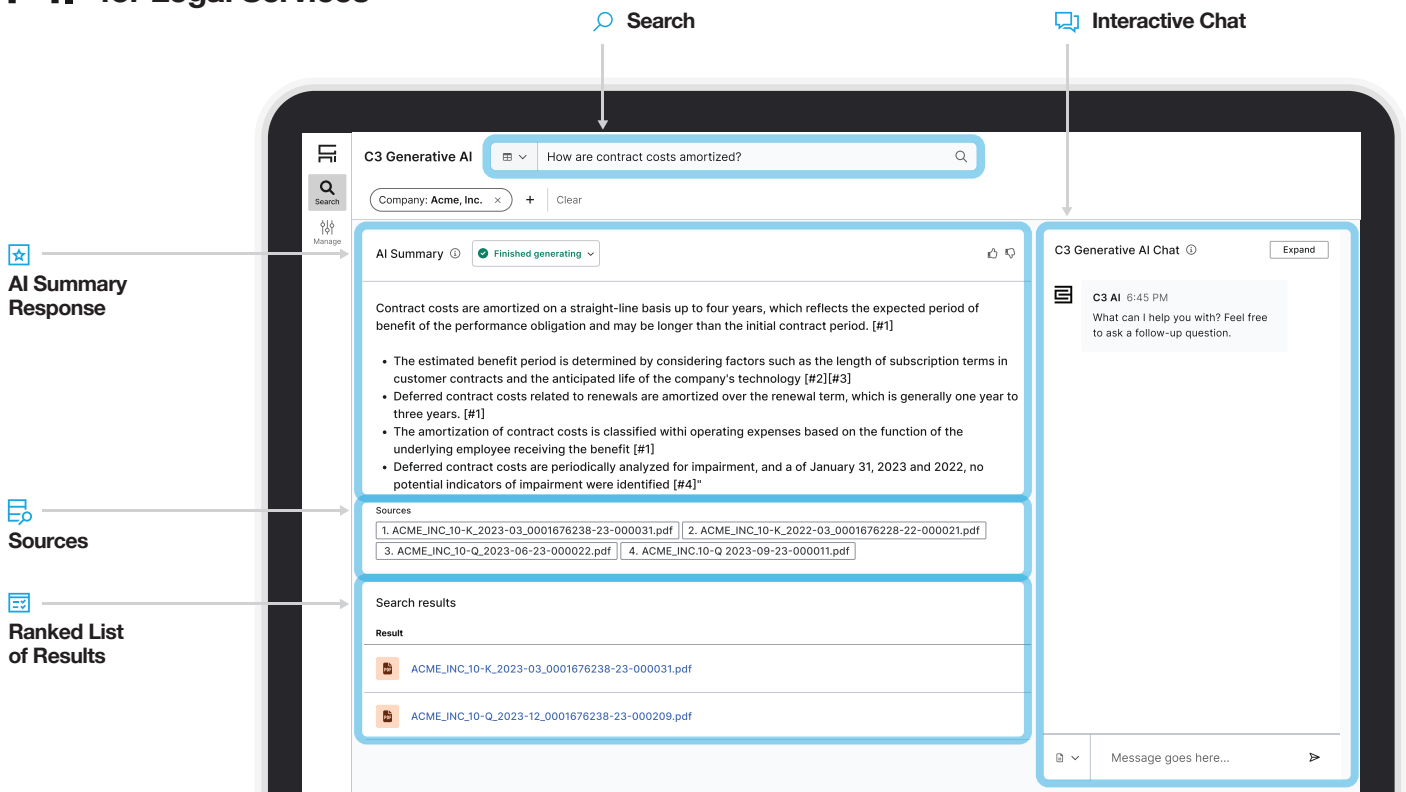 for Legal Services
Search
Interactive Chat
C3 Generative AI
How are contract costs amortized?
Search
Company: Acme, Inc. × + Clear
Manage
AI Summary
Response
AI Summary Finished generating
Contract costs are amortized on a straight-line basis up to four years, which reflects the expected period of
benefit of the performance obligation and may be longer than the initial contract period. [#1]
• The estimated benefit period is determined by considering factors such as the length of subscription terms in
customer contracts and the anticipated life of the company's technology [#2][#3]
• Deferred contract costs related to renewals are amortized over the renewal term, which is generally one year to
three years. [#1]
• The amortization of contract costs is classified withi operating expenses based on the function of the
underlying employee receiving the benefit [#1]
• Deferred contract costs are periodically analyzed for impairment, and a of January 31, 2023 and 2022, no
potential indicators of impairment were identified [#4]"
C3 Generative AI Chat Expand
C3 AI 6:45 PM
What can I help you with? Feel free
to ask a follow-up question.
Sources
Sources
1. ACME_INC_10-K_2023-03_0001676238-23-000031.pdf 2. ACME_INC_10-K_2022-03_0001676228-22-000021.pdf
3. ACME_INC_10-Q_2023-06-23-000022.pdf 4. ACME_INC.10-Q 2023-09-23-000011.pdf
Ranked List
of Results
Search results
Result
PDF ACME_INC_10-K_2023-03_0001676238-23-000031.pdf
PDF ACME_INC_10-Q_2023-12_0001676238-23-000209.pdf
Message goes here...